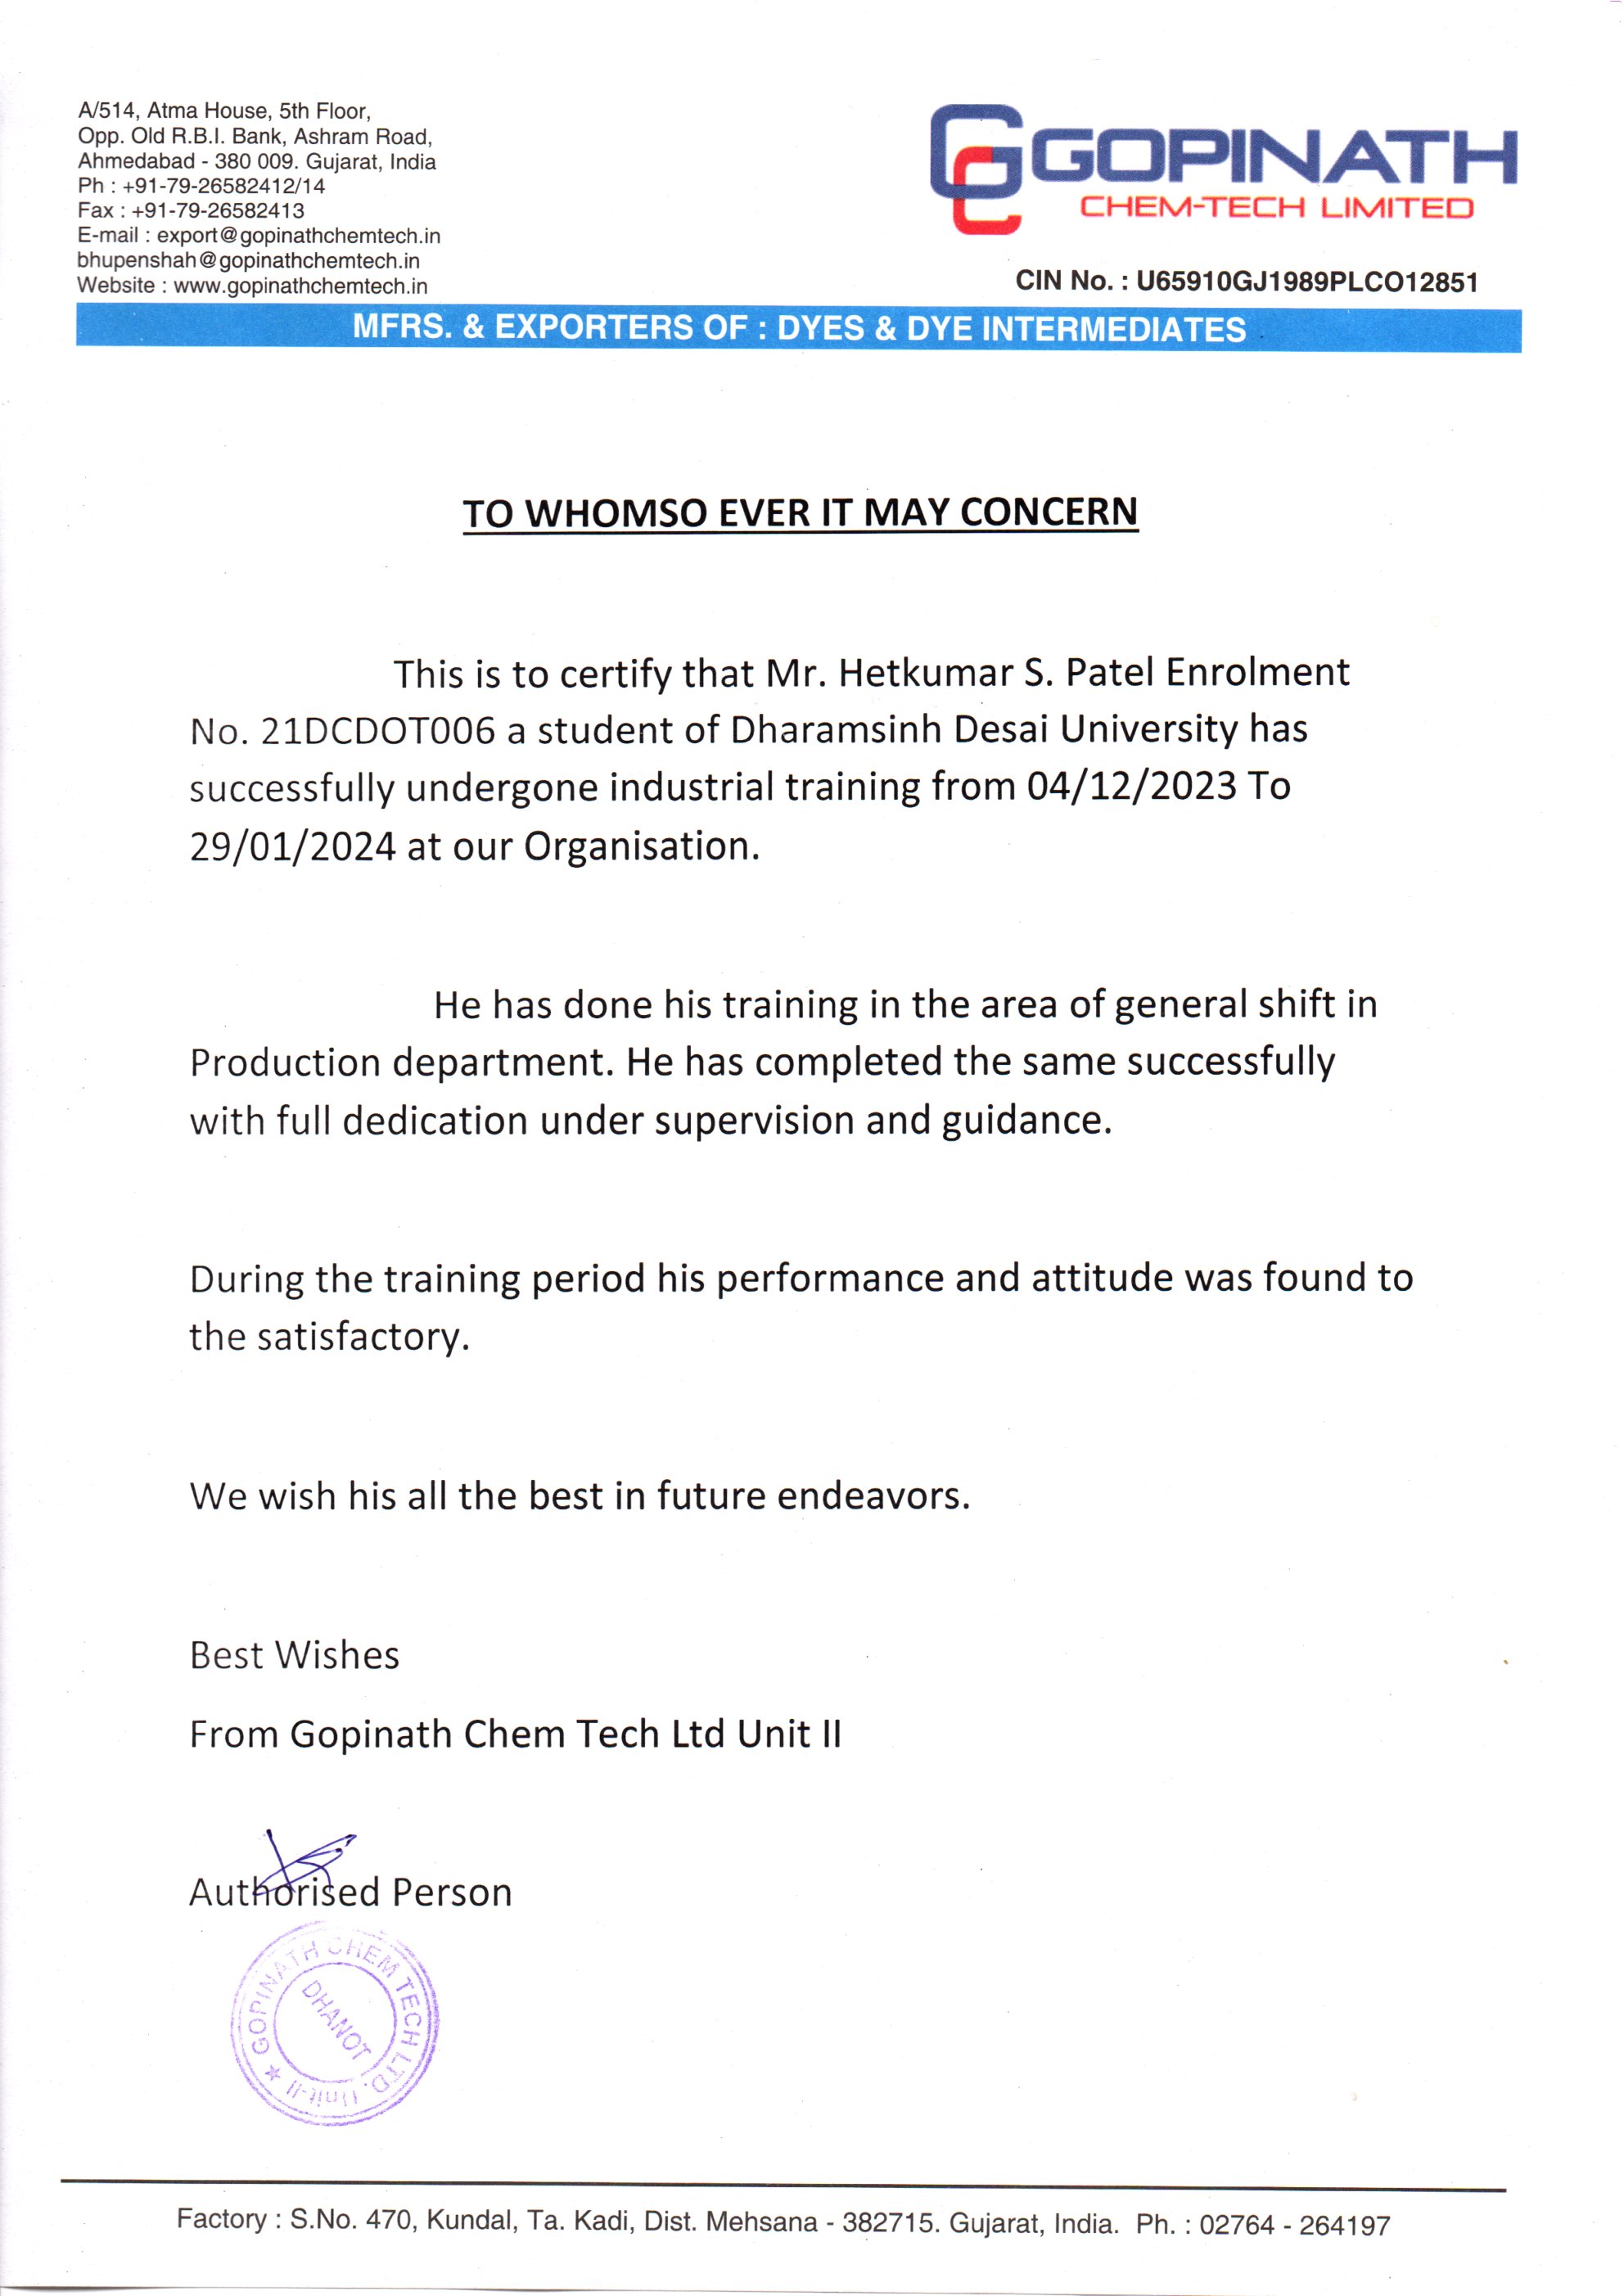 A/514, Atma House, 5th Floor,
Opp. Old R.B.I. Bank, Ashram Road,
Ahmedabad - 380 009. Gujarat, India
Ph : +91-79-26582412/14
Fax : +91-79-26582413
E-mail : export@gopinathchemtech.in
bhupenshah@gopinathchemtech.in
Website : www.gopinathchemtech.in
GOPINATH
CHEM-TECH LIMITED
CIN No. : U65910GJ1989PLCO12851
MFRS. & EXPORTERS OF : DYES & DYE INTERMEDIATES
TO WHOMSO EVER IT MAY CONCERN
This is to certify that Mr. Hetkumar S. Patel Enrolment
No. 21DCDOT006 a student of Dharamsinh Desai University has
successfully undergone industrial training from 04/12/2023 To
29/01/2024 at our Organisation.
He has done his training in the area of general shift in
Production department. He has completed the same successfully
with full dedication under supervision and guidance.
During the training period his performance and attitude was found to
the satisfactory.
We wish his all the best in future endeavors.
Best Wishes
From Gopinath Chem Tech Ltd Unit II
Authorised Person
GOPINATH CHEM TECH LTD. Unit-II
DHANOT
Factory : S.No. 470, Kundal, Ta. Kadi, Dist. Mehsana - 382715. Gujarat, India. Ph. : 02764 - 264197